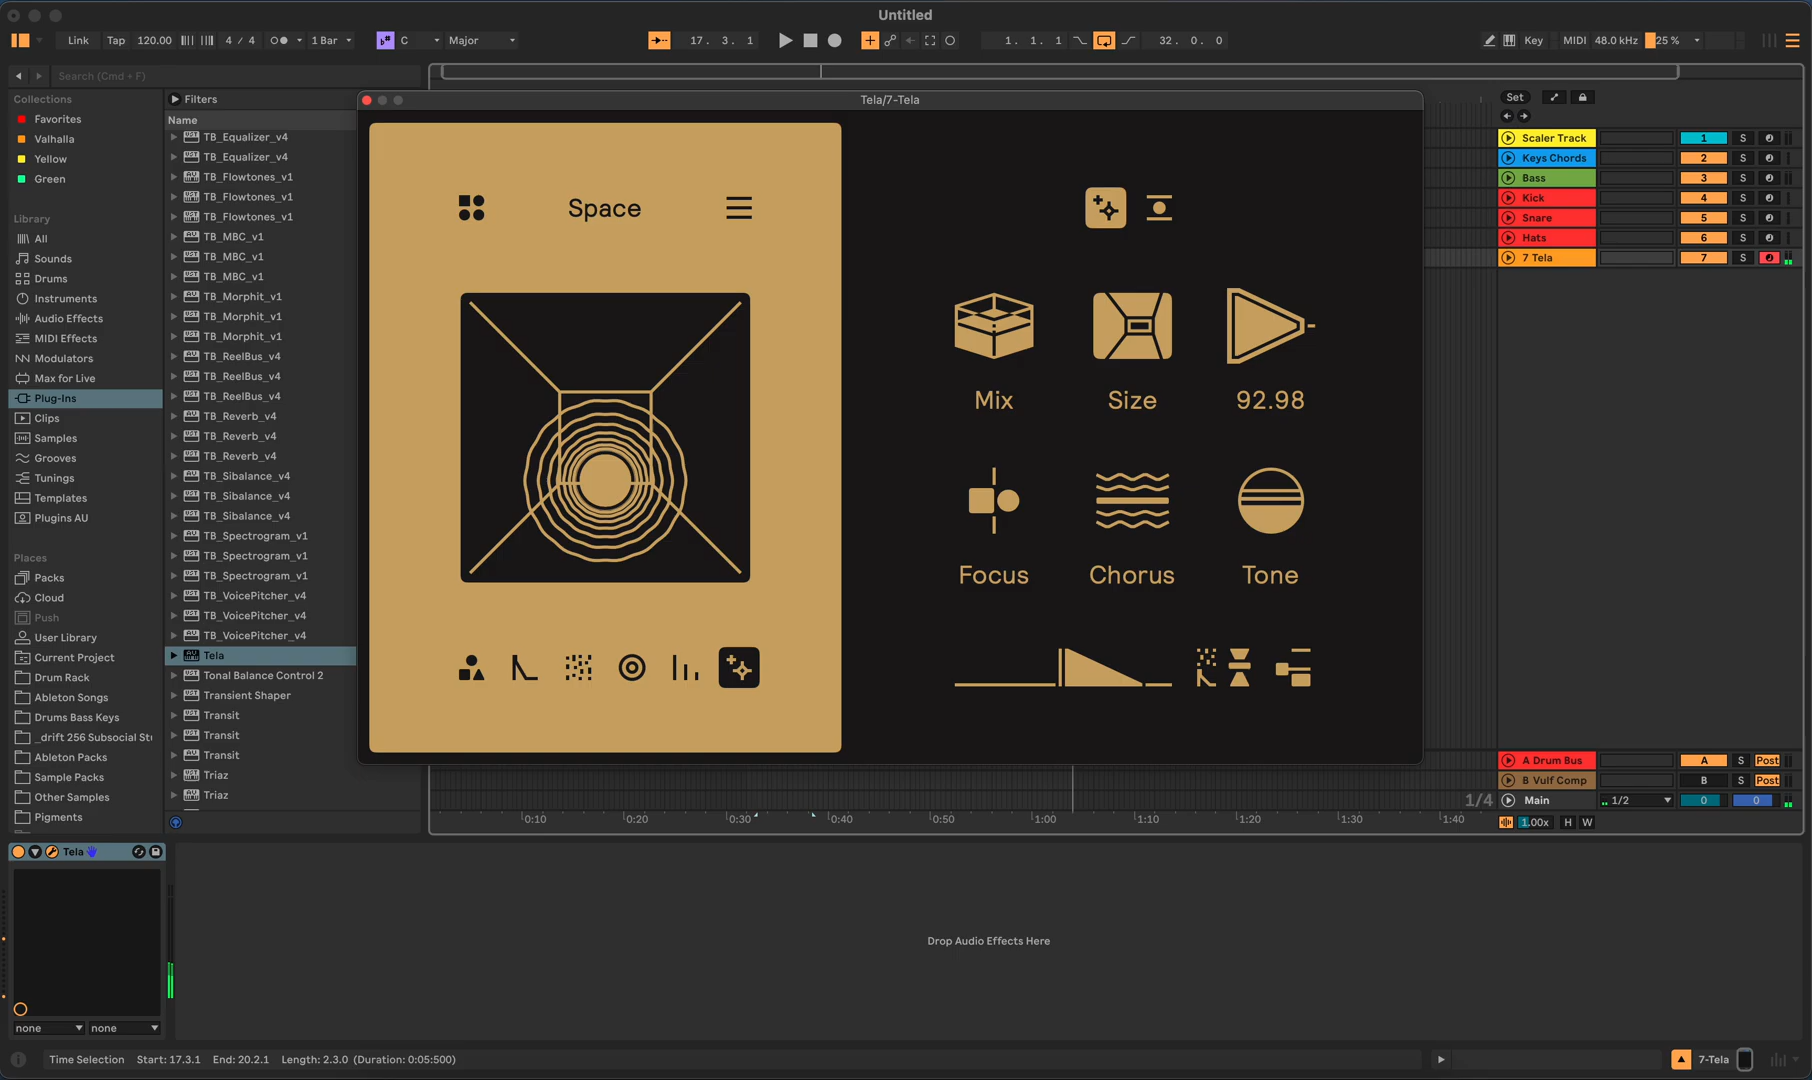 Untitled
Link Tap 120.00 4 / 4 1 Bar C Major 17. 3. 1 1. 1. 1 32. 0. 0 Key MIDI 48.0 kHz 25 %
Search (Cmd + F)
Collections
Favorites
Valhalla
Yellow
Green
Library
All
Sounds
Drums
Instruments
Audio Effects
MIDI Effects
Modulators
Max for Live
Plug-Ins
Clips
Samples
Grooves
Tunings
Templates
Plugins AU
Places
Packs
Cloud
Push
User Library
Current Project
Drum Rack
Ableton Songs
Drums Bass Keys
_drift 256 Subsocial Stu
Ableton Packs
Sample Packs
Other Samples
Pigments
Filters
Name
TB_Equalizer_v4
TB_Equalizer_v4
TB_Flowtones_v1
TB_Flowtones_v1
TB_Flowtones_v1
TB_MBC_v1
TB_MBC_v1
TB_MBC_v1
TB_Morphit_v1
TB_Morphit_v1
TB_Morphit_v1
TB_ReelBus_v4
TB_ReelBus_v4
TB_ReelBus_v4
TB_Reverb_v4
TB_Reverb_v4
TB_Reverb_v4
TB_Sibalance_v4
TB_Sibalance_v4
TB_Sibalance_v4
TB_Spectrogram_v1
TB_Spectrogram_v1
TB_Spectrogram_v1
TB_VoicePitcher_v4
TB_VoicePitcher_v4
TB_VoicePitcher_v4
Tela
Tonal Balance Control 2
Transient Shaper
Transit
Transit
Transit
Triaz
Triaz
Tela/7-Tela
Space
Mix Size 92.98
Focus Chorus Tone
Set
Scaler Track 1 S
Keys Chords 2 S
Bass 3 S
Kick 4 S
Snare 5 S
Hats 6 S
7 Tela 7 S
A Drum Bus A S Post
B Vulf Comp B S Post
1/4 Main 1/2 0 0
0:10 0:20 0:30 0:40 0:50 1:00 1:10 1:20 1:30 1:40 1.00x H W
Tela
Drop Audio Effects Here
none none
Time Selection Start: 17.3.1 End: 20.2.1 Length: 2.3.0 (Duration: 0:05:500)
7-Tela